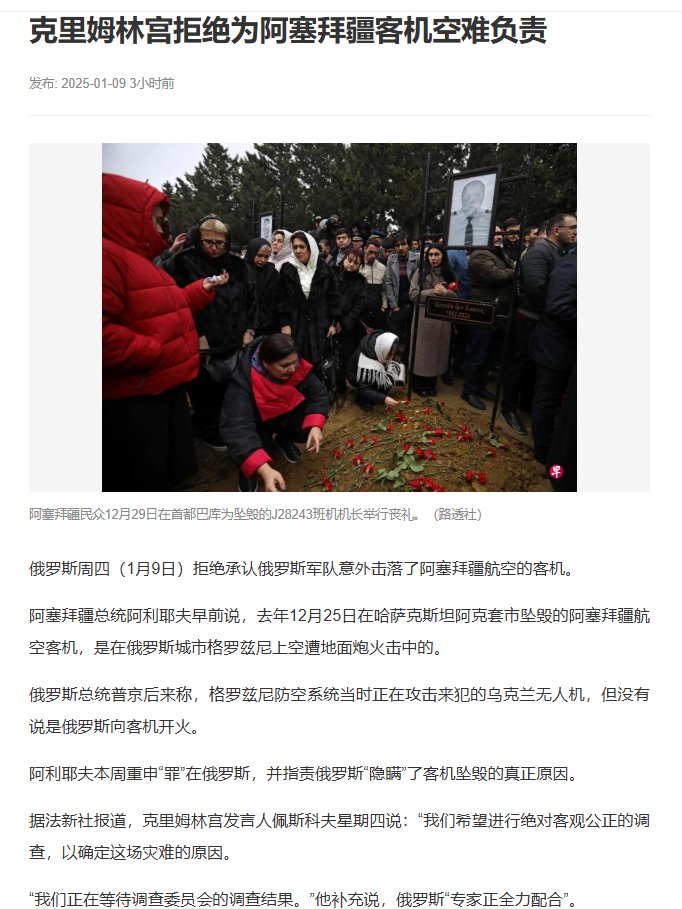 克里姆林宫拒绝为阿塞拜疆客机空难负责
发布: 2025-01-09 3小时前
早
阿塞拜疆民众12月29日在首都巴库为坠毁的J28243班机机长举行丧礼。（路透社）
俄罗斯周四（1月9日）拒绝承认俄罗斯军队意外击落了阿塞拜疆航空的客机。
阿塞拜疆总统阿利耶夫早前说，去年12月25日在哈萨克斯坦阿克套市坠毁的阿塞拜疆航
空客机，是在俄罗斯城市格罗兹尼上空遭地面炮火击中的。
俄罗斯总统普京后来称，格罗兹尼防空系统当时正在攻击来犯的乌克兰无人机，但没有
说是俄罗斯向客机开火。
阿利耶夫本周重申“罪”在俄罗斯，并指责俄罗斯“隐瞒”了客机坠毁的真正原因。
据法新社报道，克里姆林宫发言人佩斯科夫星期四说：“我们希望进行绝对客观公正的调
查，以确定这场灾难的原因。
“我们正在等待调查委员会的调查结果。”他补充说，俄罗斯“专家正全力配合”。